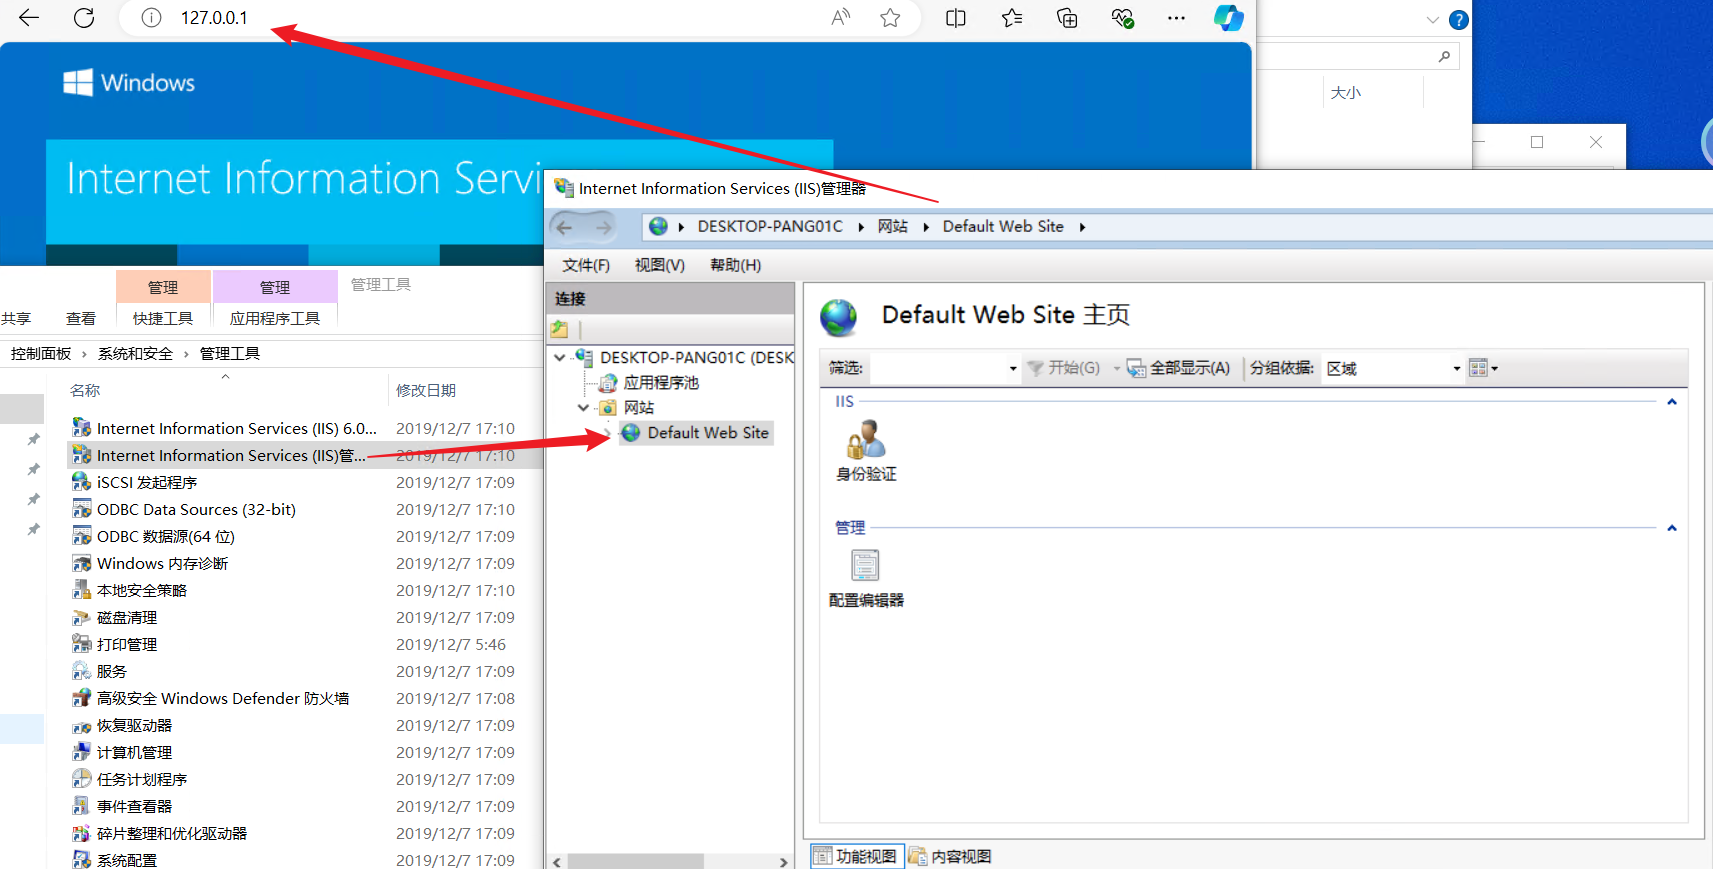 127.0.0.1
Windows
Internet Information Servi
大小
管理
管理
管理工具
共享
查看
快捷工具
应用程序工具
控制面板 › 系统和安全 › 管理工具
名称
修改日期
Internet Information Services (IIS) 6.0... 2019/12/7 17:10
Internet Information Services (IIS)管... 2019/12/7 17:10
iSCSI 发起程序 2019/12/7 17:09
ODBC Data Sources (32-bit) 2019/12/7 17:10
ODBC 数据源(64 位) 2019/12/7 17:09
Windows 内存诊断 2019/12/7 17:09
本地安全策略 2019/12/7 17:10
磁盘清理 2019/12/7 17:09
打印管理 2019/12/7 5:46
服务 2019/12/7 17:09
高级安全 Windows Defender 防火墙 2019/12/7 17:08
恢复驱动器 2019/12/7 17:09
计算机管理 2019/12/7 17:09
任务计划程序 2019/12/7 17:09
事件查看器 2019/12/7 17:09
碎片整理和优化驱动器 2019/12/7 17:09
系统配置 2019/12/7 17:09
Internet Information Services (IIS)管理器
DESKTOP-PANG01C ▸ 网站 ▸ Default Web Site ▸
文件(F) 视图(V) 帮助(H)
连接
DESKTOP-PANG01C (DESK
应用程序池
网站
Default Web Site
Default Web Site 主页
筛选: 开始(G) 全部显示(A) 分组依据: 区域
IIS
身份验证
管理
配置编辑器
功能视图 内容视图